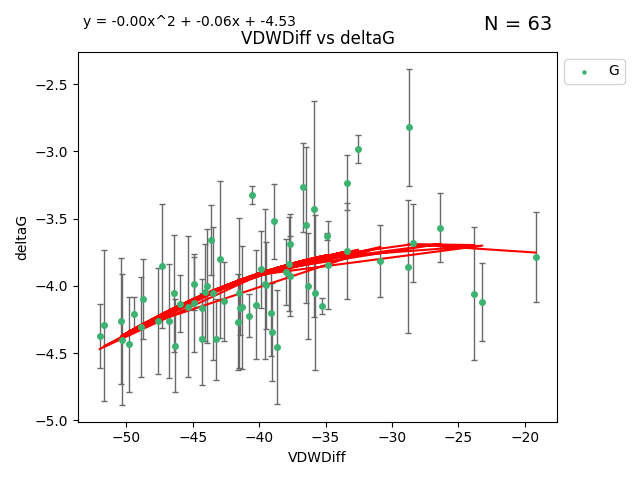 y = -0.00x^2 + -0.06x + -4.53
N = 63
VDWDiff vs deltaG
G
−2.5
−3.0
−3.5
−4.0
−4.5
−5.0
deltaG
−50 −45 −40 −35 −30 −25 −20
VDWDiff